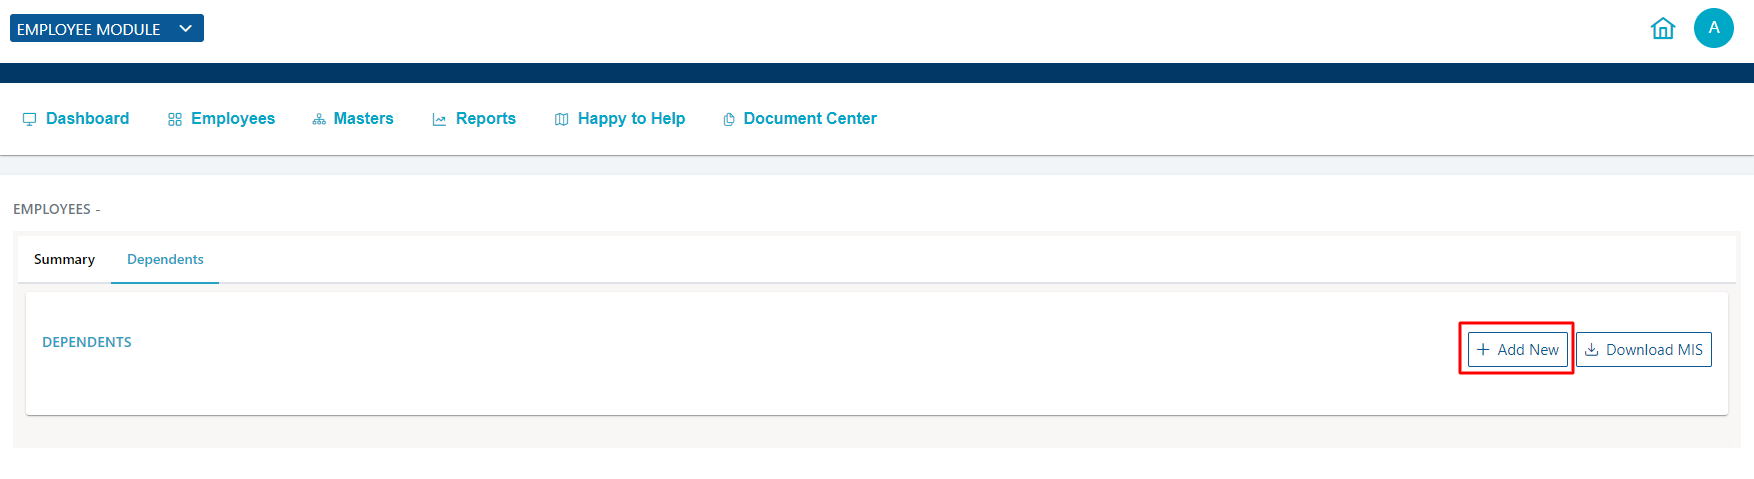 EMPLOYEE MODULE
A
Dashboard Employees Masters Reports Happy to Help Document Center
EMPLOYEES -
Summary Dependents
DEPENDENTS
Add New Download MIS